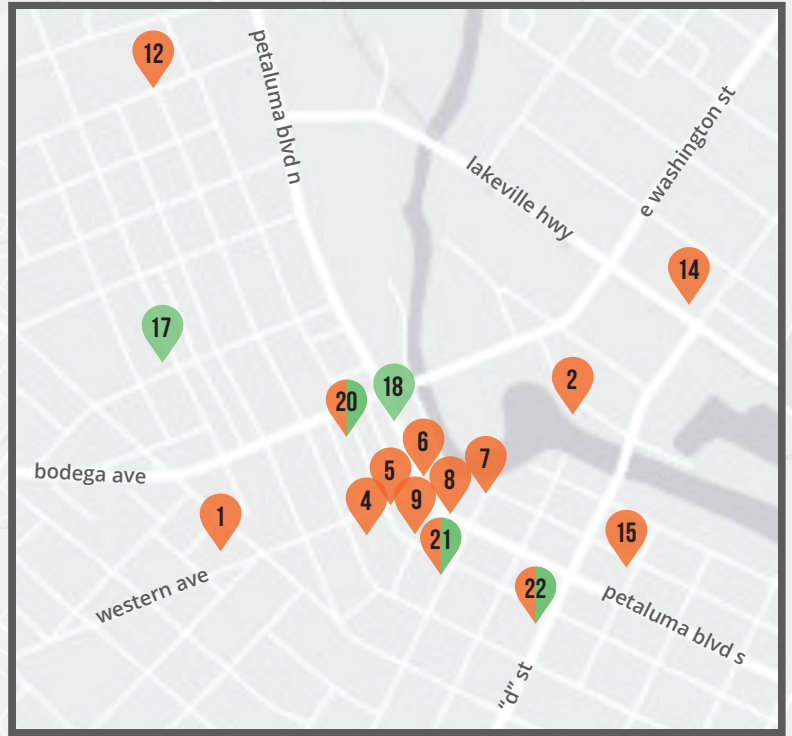 12
petaluma blvd n
e washington st
lakeville hwy
14
17
18
2
20
6
7
5
8
bodega ave
4
9
1
15
21
western ave
22
petaluma blvd s
"d" st